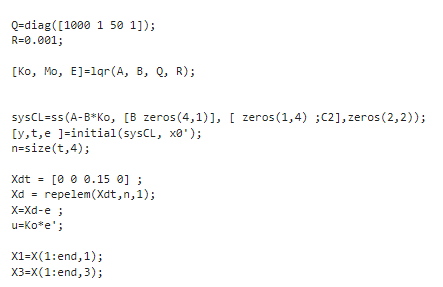 Q=diag([1000 1 50 1]);
R=0.001;
[Ko, Mo, E]=lqr(A, B, Q, R);
sysCL=ss(A-B*Ko, [B zeros(4,1)], [ zeros(1,4) ;C2],zeros(2,2));
[y,t,e ]=initial(sysCL, x0');
n=size(t,4);
Xdt = [0 0 0.15 0] ;
Xd = repelem(Xdt,n,1);
X=Xd-e ;
u=Ko*e';
X1=X(1:end,1);
X3=X(1:end,3);